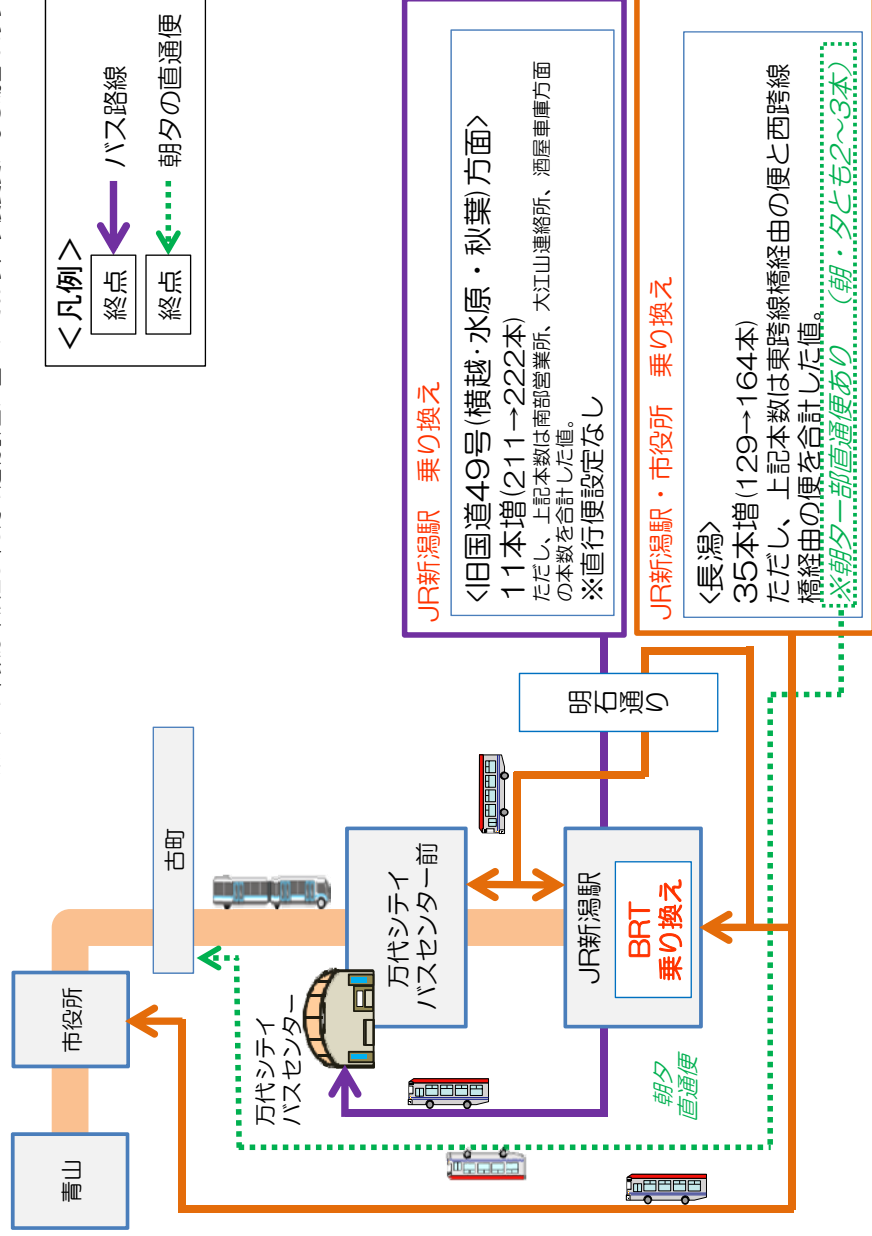 <凡例>
終点
バス路線
終点
朝夕の直通便
青山
市役所
古町
万代シテイ
バスセンター
万代シテイ
バスセンター前
JR新潟駅
BRT
乗り換え
明石通り
朝夕
直通便
JR新潟駅 乗り換え
<旧国道49号(横越・水原・秋葉)方面>
11本増(211→222本)
ただし、上記本数は南部営業所、大江山連絡所、酒屋車庫方面
の本数を合計した値。
※直行便設定なし
JR新潟駅・市役所 乗り換え
<長潟>
35本増(129→164本)
ただし、上記本数は東跨線橋経由の便と西跨線
橋経由の便を合計した値。
※朝夕一部直通便あり (朝・夕とも2〜3本)